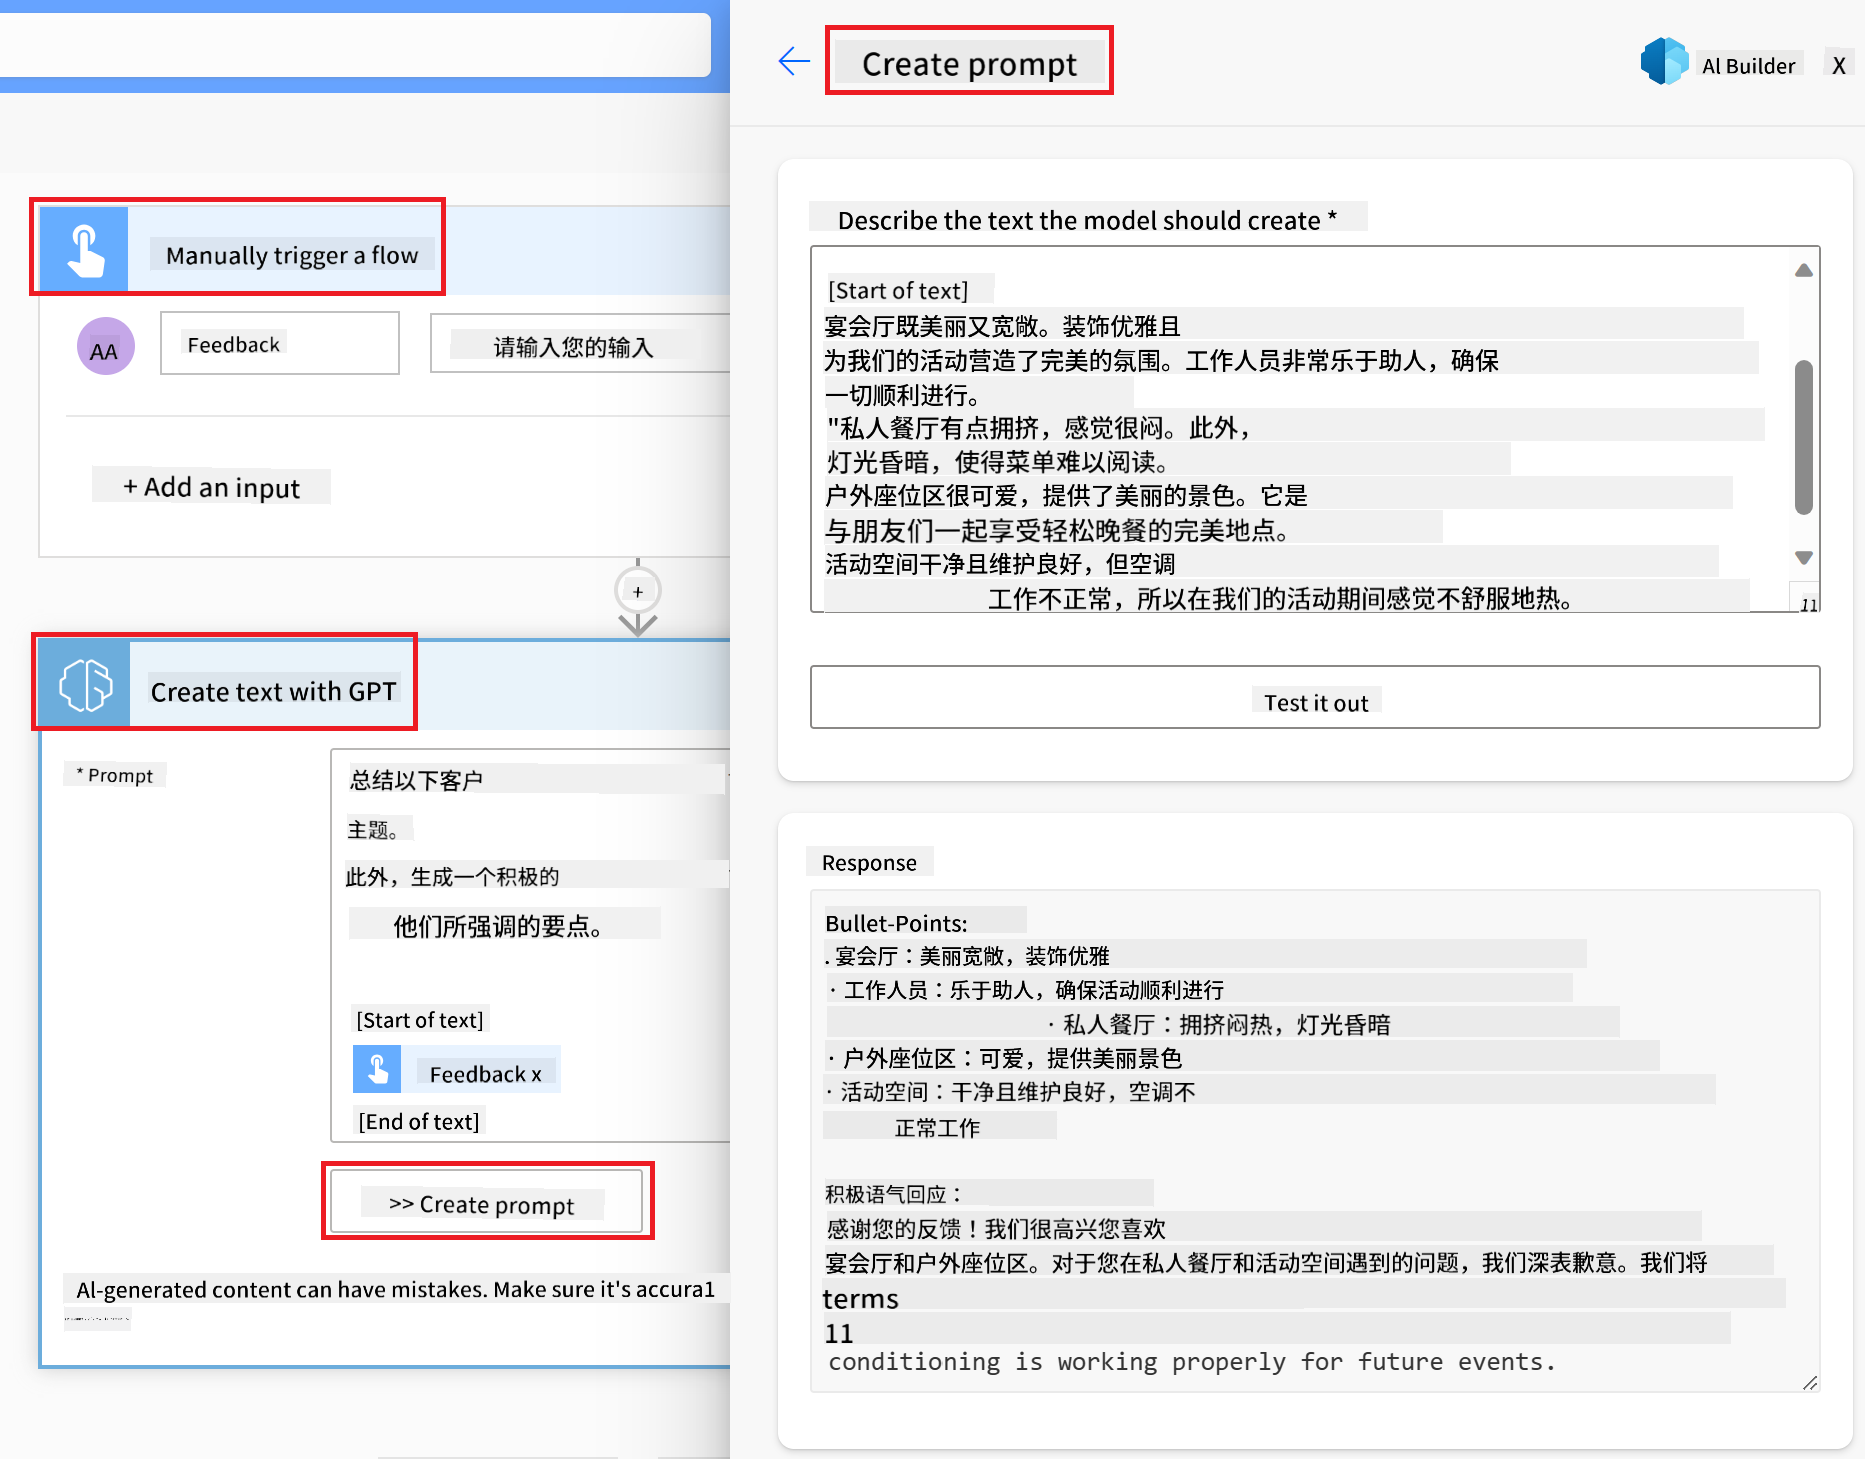 Manually trigger a flow
AA
Feedback
请输入您的输入
+ Add an input
+
Create text with GPT
* Prompt
总结以下客户
主题。
此外，生成一个积极的
他们所强调的要点。
[Start of text]
Feedback x
[End of text]
>> Create prompt
Al-generated content can have mistakes. Make sure it's accura1
Create prompt
Al Builder
X
Describe the text the model should create *
[Start of text]
宴会厅既美丽又宽敞。装饰优雅且
为我们的活动营造了完美的氛围。工作人员非常乐于助人，确保
一切顺利进行。
"私人餐厅有点拥挤，感觉很闷。此外，
灯光昏暗，使得菜单难以阅读。
户外座位区很可爱，提供了美丽的景色。它是
与朋友们一起享受轻松晚餐的完美地点。
活动空间干净且维护良好，但空调
工作不正常，所以在我们的活动期间感觉不舒服地热。
11
Test it out
Response
Bullet-Points:
. 宴会厅：美丽宽敞，装饰优雅
· 工作人员：乐于助人，确保活动顺利进行
· 私人餐厅：拥挤闷热，灯光昏暗
· 户外座位区：可爱，提供美丽景色
· 活动空间：干净且维护良好，空调不
正常工作
积极语气回应：
感谢您的反馈！我们很高兴您喜欢
宴会厅和户外座位区。对于您在私人餐厅和活动空间遇到的问题，我们深表歉意。我们将
terms
11
conditioning is working properly for future events.